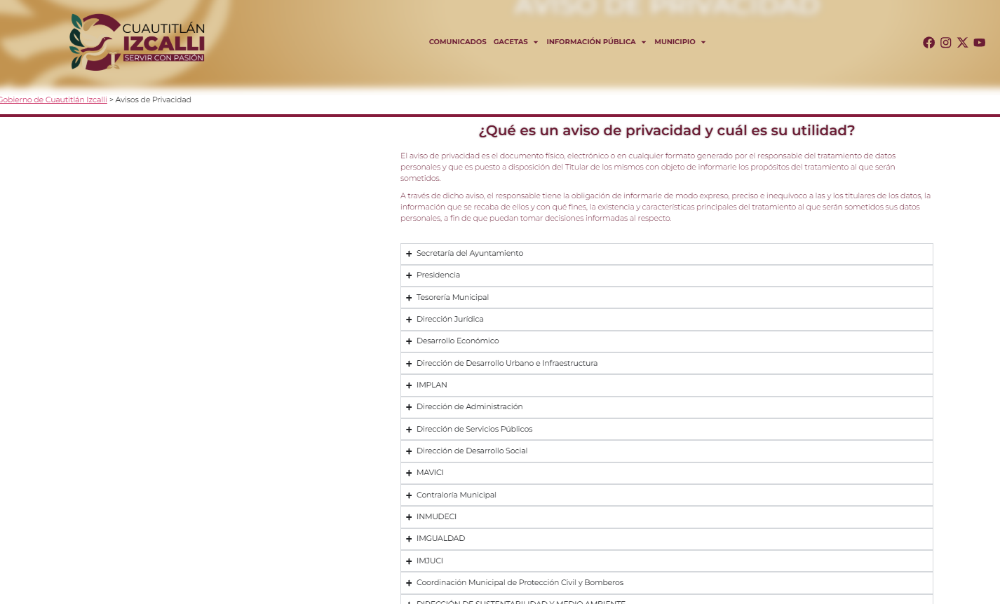 AVISO DE PRIVACIDAD
CUAUTITLÁN
IZCALLI
SERVIR CON PASIÓN
COMUNICADOS GACETAS INFORMACIÓN PÚBLICA MUNICIPIO
Gobierno de Cuautitlán Izcalli > Avisos de Privacidad
¿Qué es un aviso de privacidad y cuál es su utilidad?
El aviso de privacidad es el documento físico, electrónico o en cualquier formato generado por el responsable del tratamiento de datos
personales y que es puesto a disposición del Titular de los mismos con objeto de informarle los propósitos del tratamiento al que serán
sometidos.
A través de dicho aviso, el responsable tiene la obligación de informarle de modo expreso, preciso e inequívoco a las y los titulares de los datos, la
información que se recaba de ellos y con qué fines, la existencia y características principales del tratamiento al que serán sometidos sus datos
personales, a fin de que puedan tomar decisiones informadas al respecto.
Secretaría del Ayuntamiento
Presidencia
Tesorería Municipal
Dirección Jurídica
Desarrollo Económico
Dirección de Desarrollo Urbano e Infraestructura
IMPLAN
Dirección de Administración
Dirección de Servicios Públicos
Dirección de Desarrollo Social
MAVICI
Contraloría Municipal
INMUDECI
IMGUALDAD
IMJUCI
Coordinación Municipal de Protección Civil y Bomberos
DIRECCIÓN DE SUSTENTABILIDAD Y MEDIO AMBIENTE